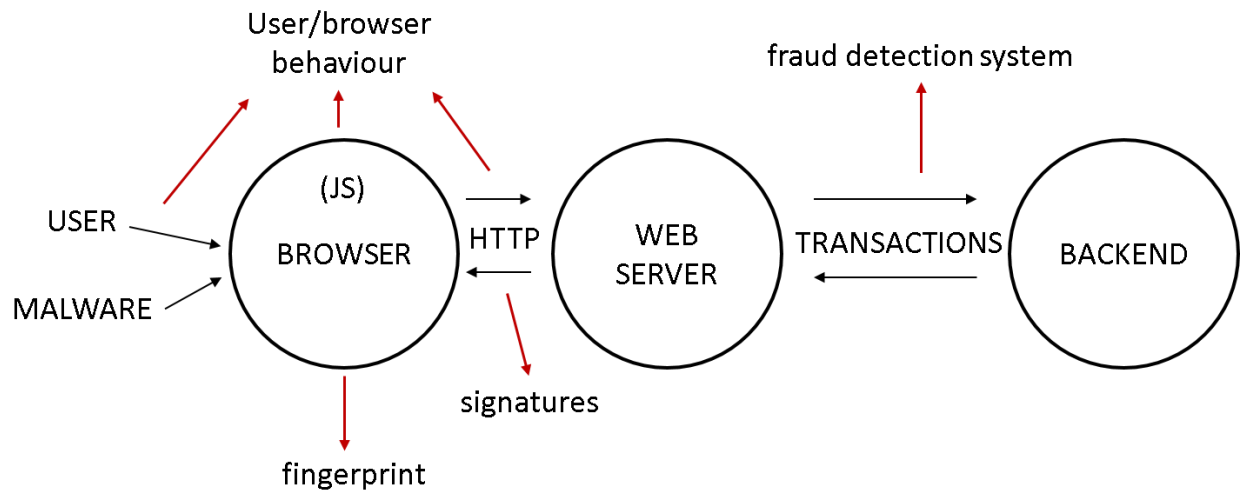 User/browser
behaviour
fraud detection system
(JS)
USER
BROWSER
HTTP
WEB
SERVER
TRANSACTIONS
BACKEND
MALWARE
signatures
fingerprint